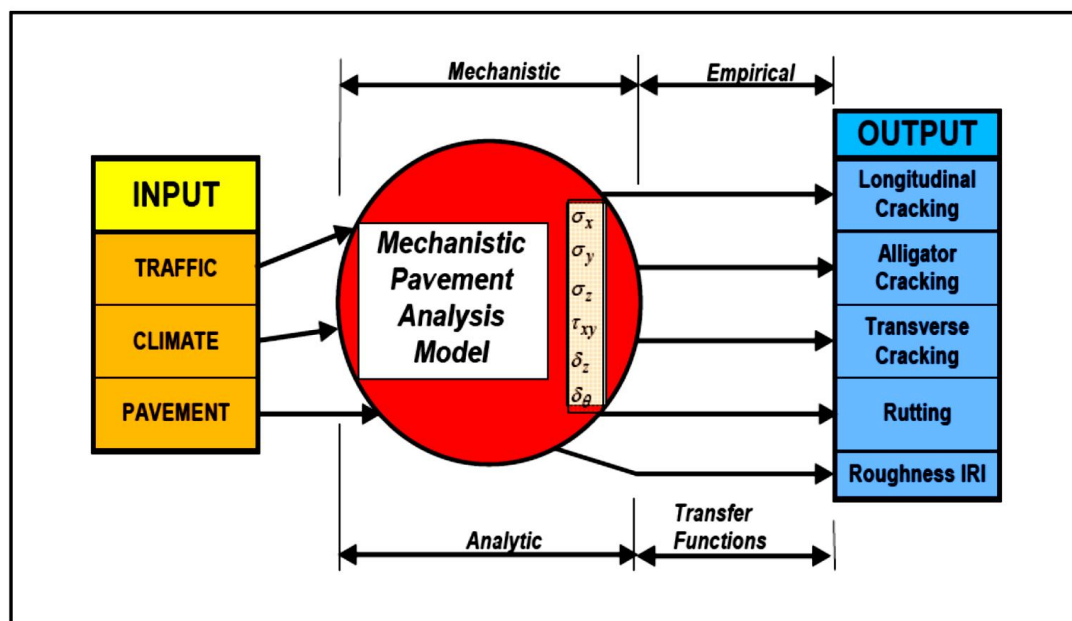 Mechanistic
Empirical
INPUT
TRAFFIC
CLIMATE
PAVEMENT
Mechanistic
Pavement
Analysis
Model
σx
σy
σz
τxy
δz
δθ
OUTPUT
Longitudinal
Cracking
Alligator
Cracking
Transverse
Cracking
Rutting
Roughness IRI
Analytic
Transfer
Functions